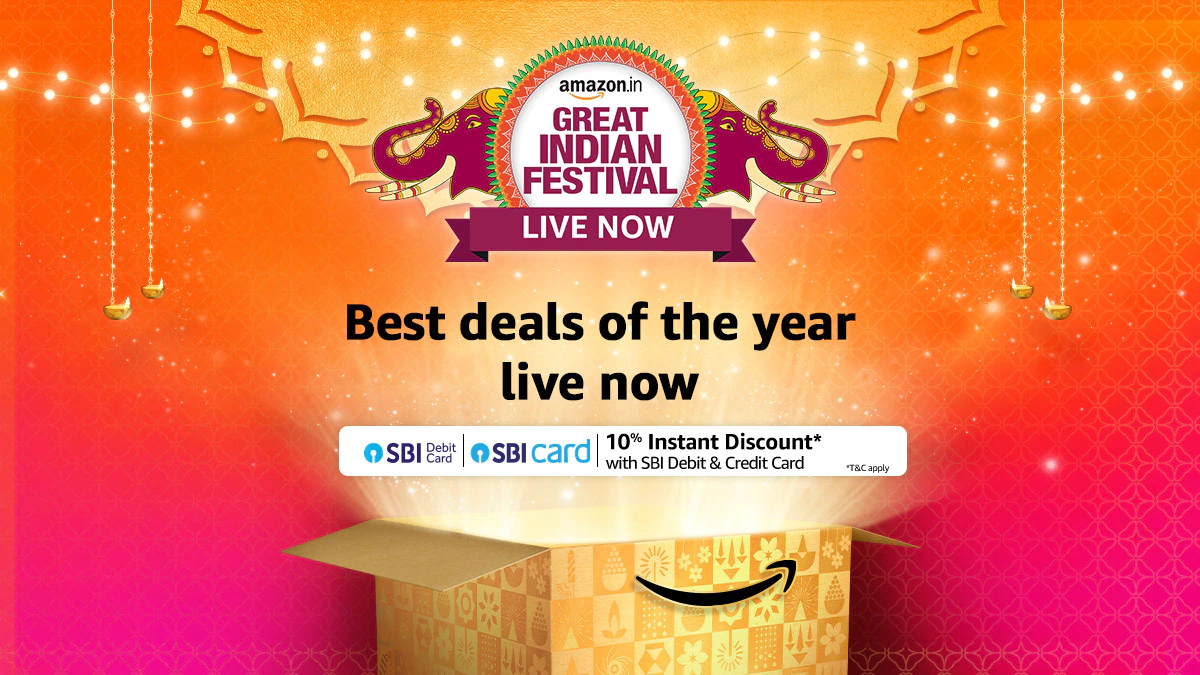 amazon.in
GREAT
INDIAN
FESTIVAL
LIVE NOW
Best deals of the year
live now
SBI Debit Card
SBI card
10% Instant Discount*
with SBI Debit & Credit Card
*T&C apply